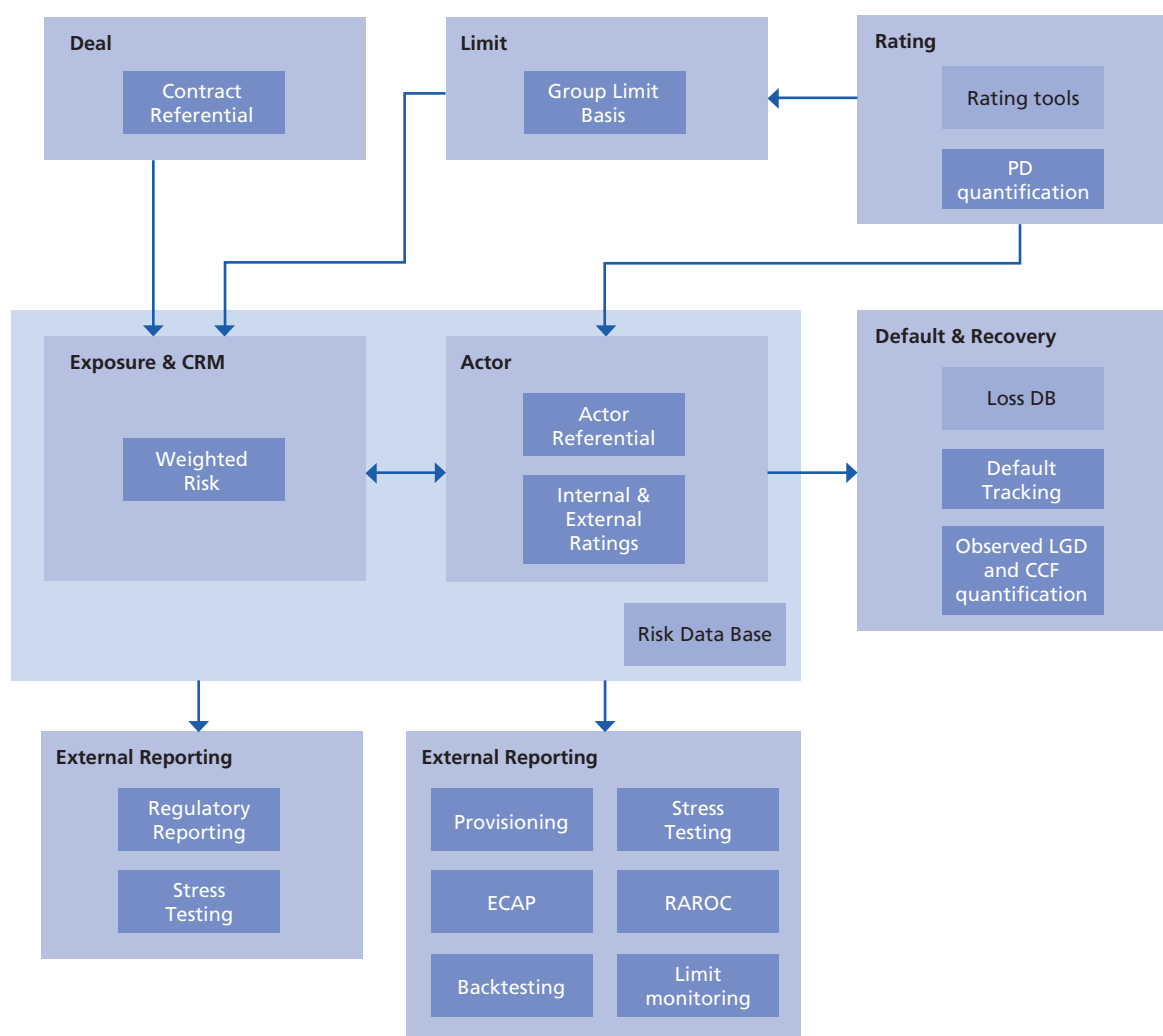 Deal
Contract
Referential
Limit
Group Limit
Basis
Rating
Rating tools
PD
quantification
Exposure & CRM
Weighted
Risk
Actor
Actor
Referential
Internal &
External
Ratings
Risk Data Base
Default & Recovery
Loss DB
Default
Tracking
Observed LGD
and CCF
quantification
External Reporting
Regulatory
Reporting
Stress
Testing
External Reporting
Provisioning
Stress
Testing
ECAP
RAROC
Backtesting
Limit
monitoring